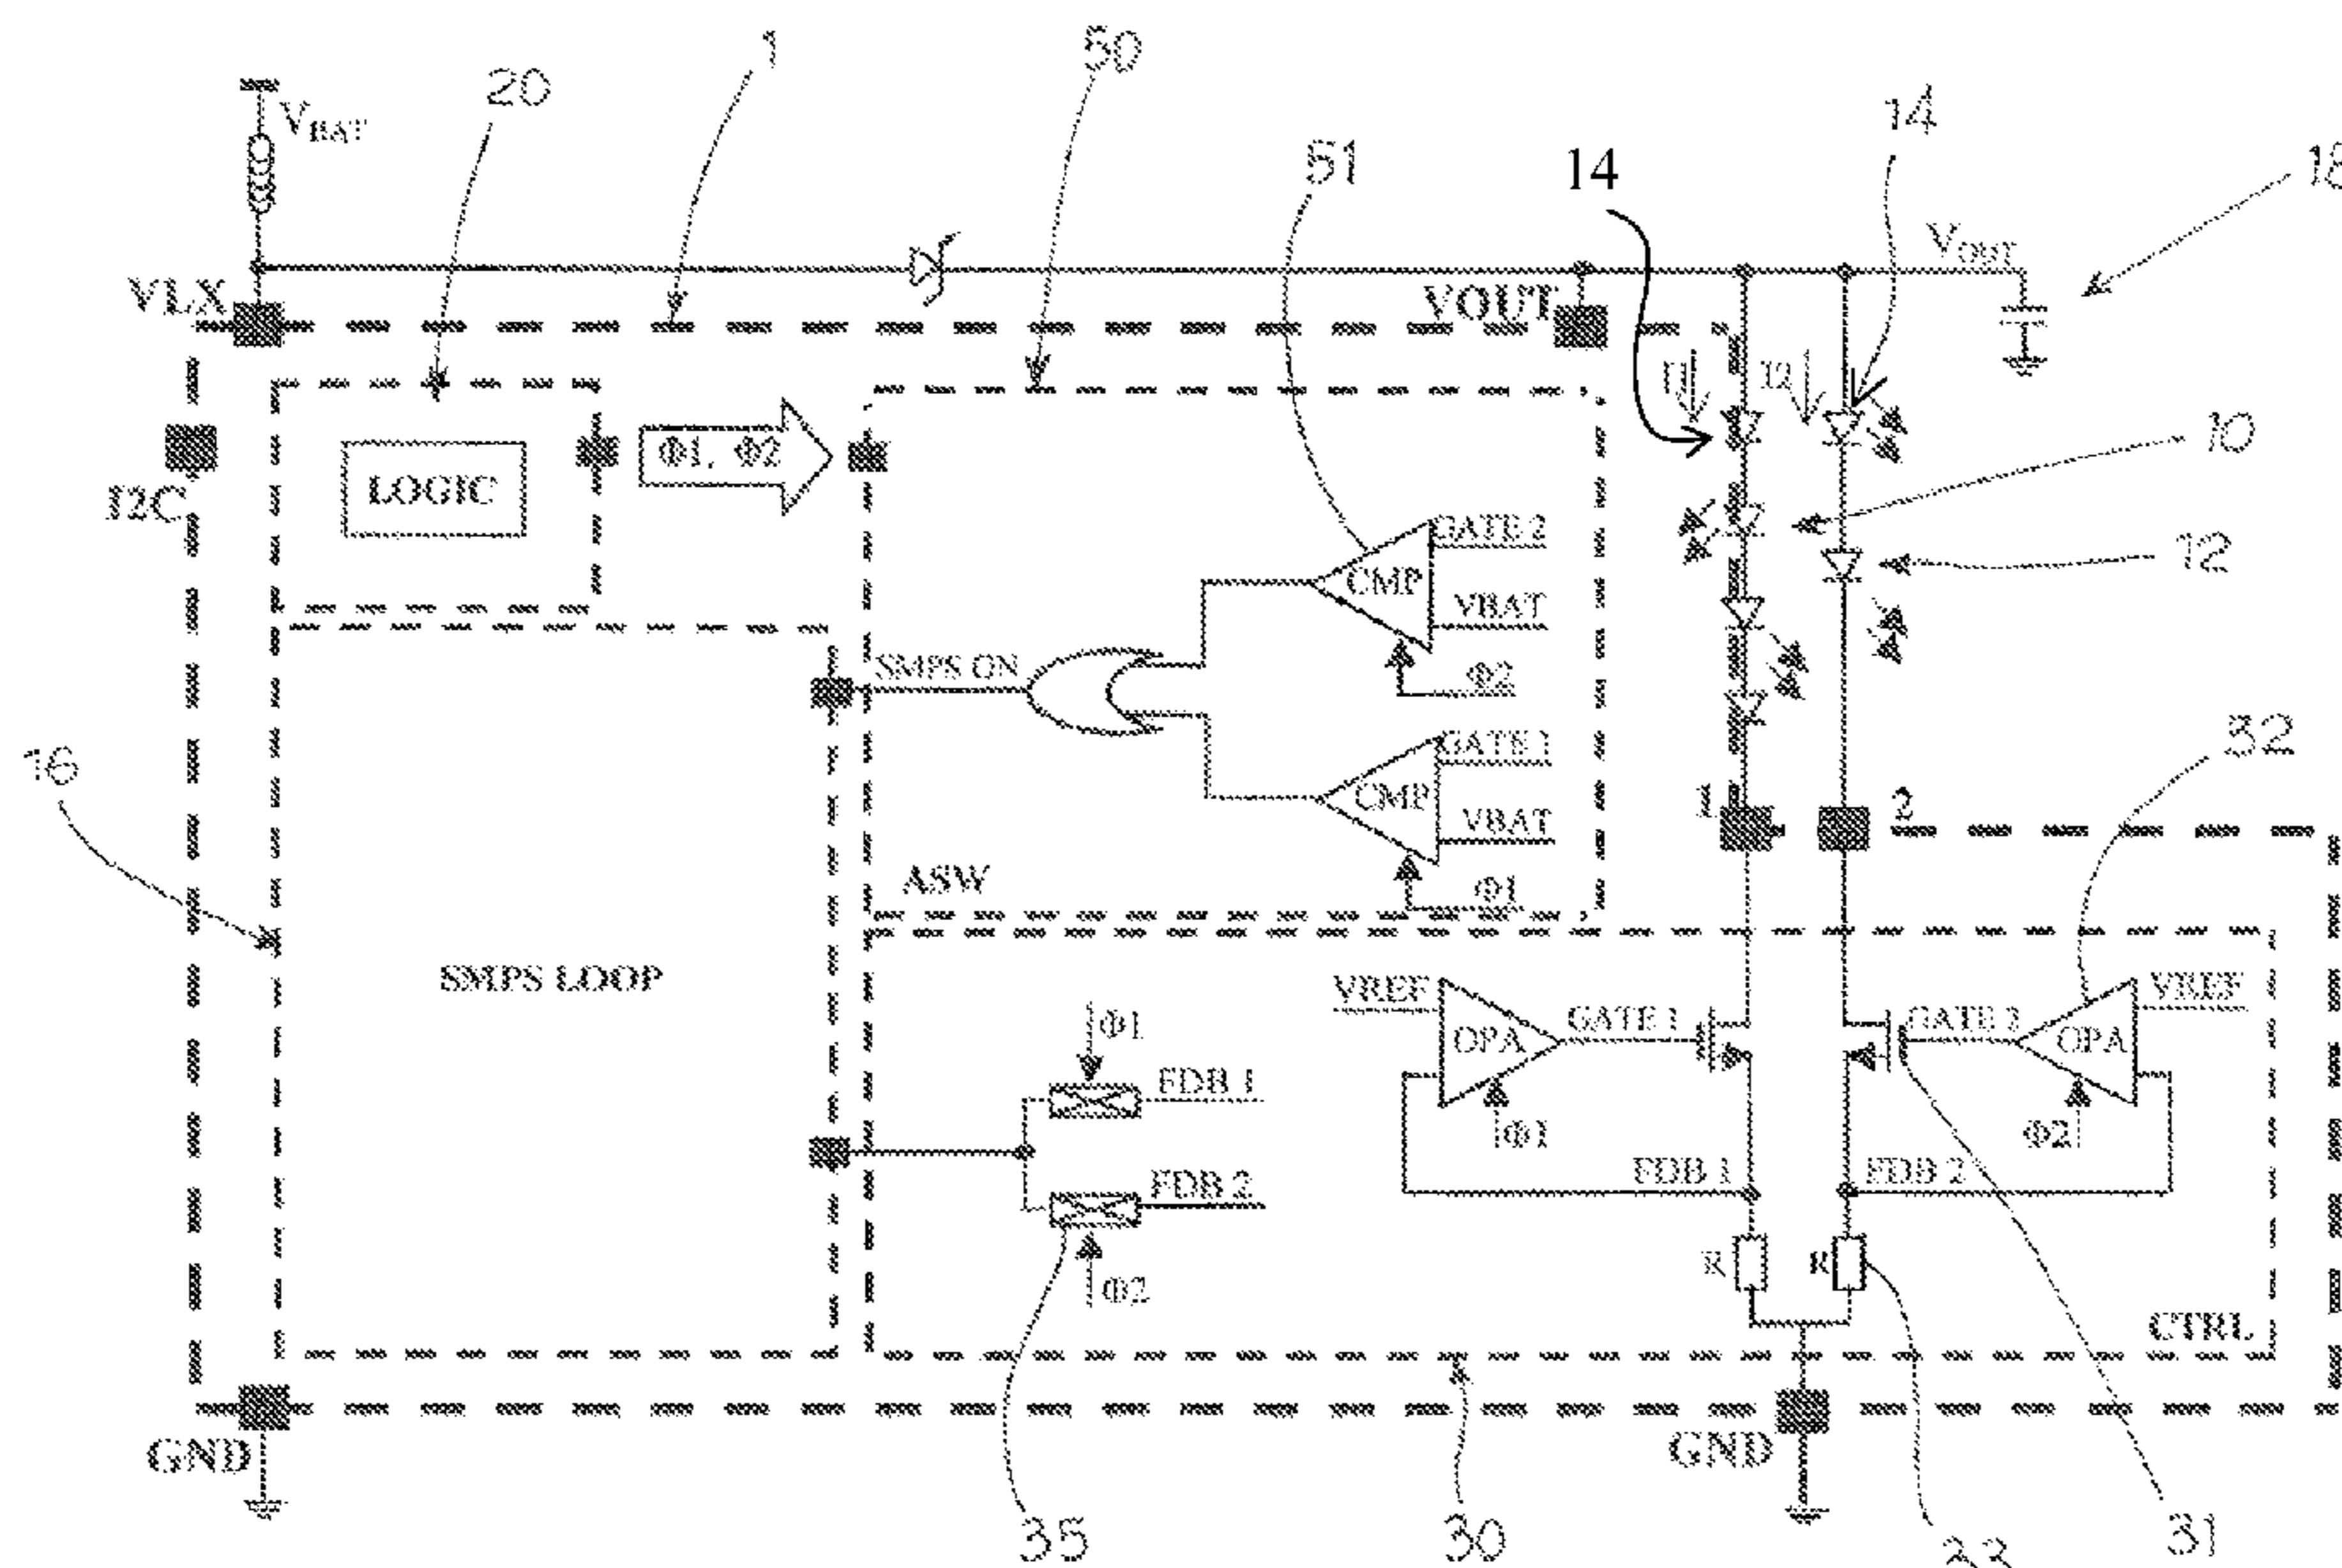 1
50
20
V_BAT
14
18
51
14
V_OUT
VLX
VOUT
I1
I2
10
LOGIC
Φ1, Φ2
I2C
GATE 2
CMP
VBAT
12
Φ2
SMPS ON
GATE 1
CMP
VBAT
32
16
1
2
ASW
Φ1
SMPS LOOP
VREF
VREF
Φ1
OPA
GATE 1
GATE 2
OPA
FDB 1
Φ1
Φ2
FDB 2
FDB 1
FDB 2
R
R
Φ2
CTRL
GND
GND
35
30
33
31